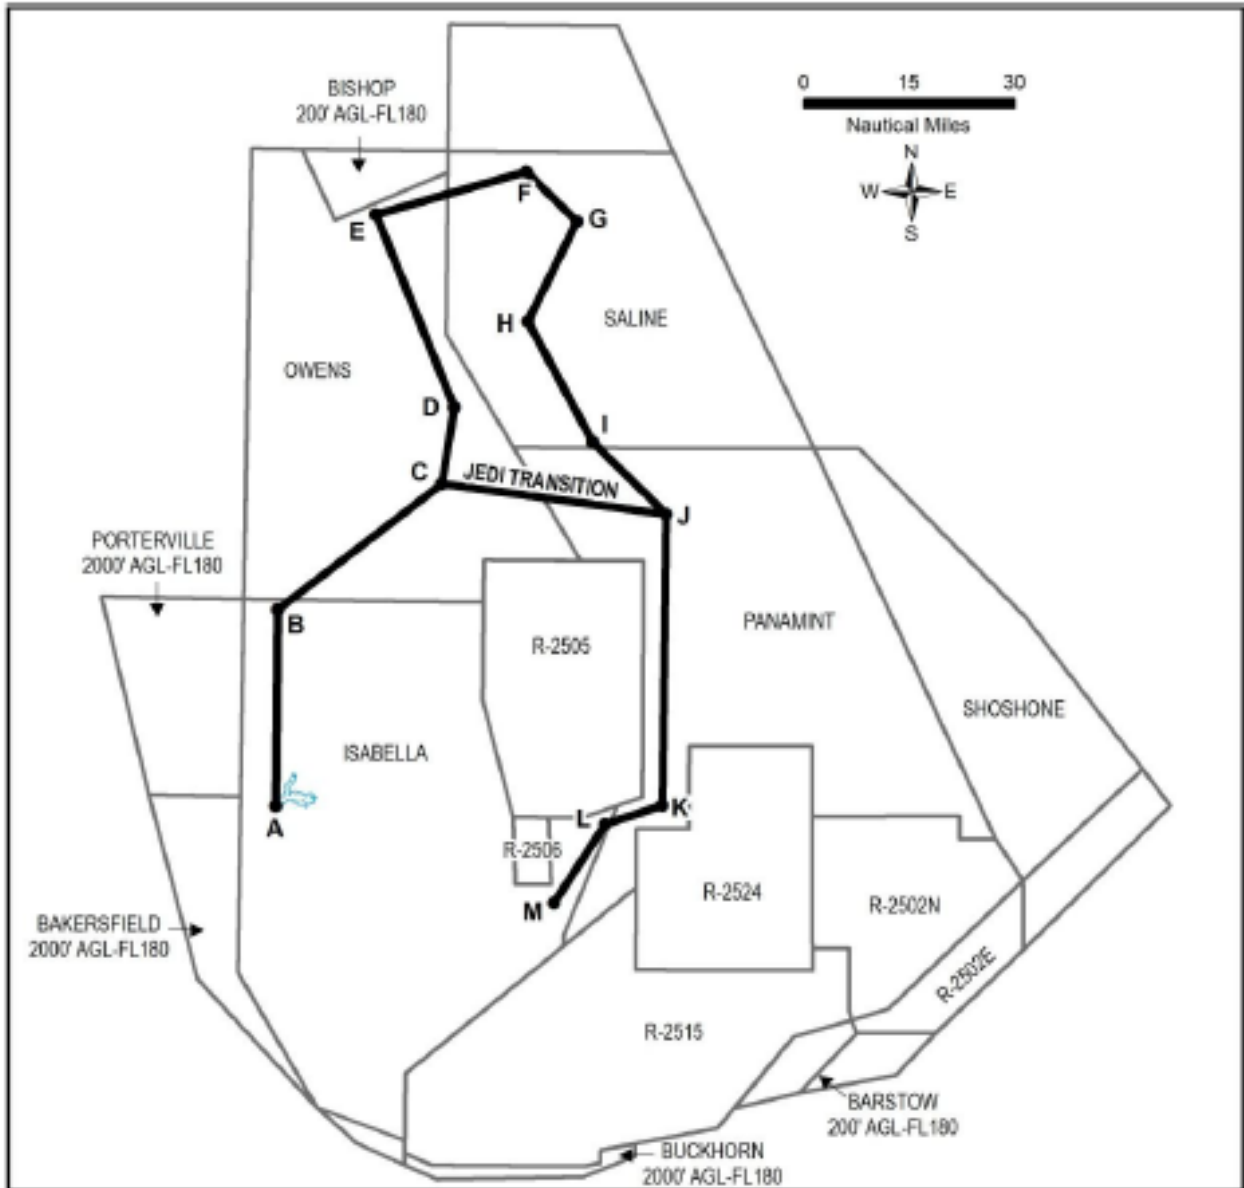 BISHOP
200' AGL-FL180
0 15 30
Nautical Miles
N
W E
S
F
E
G
H
SALINE
OWENS
D
I
C
JEDI TRANSITION
J
PORTERVILLE
2000' AGL-FL180
B
PANAMINT
R-2505
SHOSHONE
ISABELLA
A
K
L
R-2506
M
R-2524
R-2502N
BAKERSFIELD
2000' AGL-FL180
R-2502E
R-2515
BARSTOW
200' AGL-FL180
BUCKHORN
2000' AGL-FL180